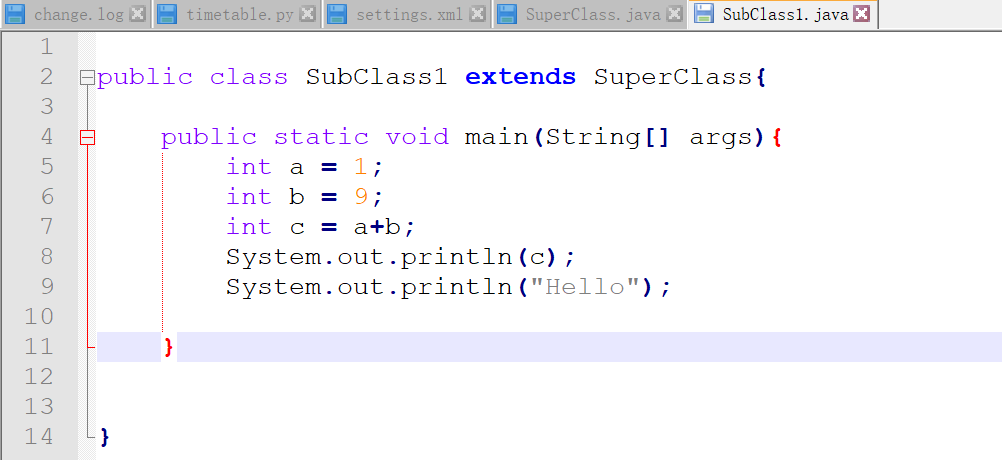 change.log timetable.py settings.xml SuperClass.java SubClass1.java
1
2 public class SubClass1 extends SuperClass{
3
4 public static void main(String[] args){
5 int a = 1;
6 int b = 9;
7 int c = a+b;
8 System.out.println(c);
9 System.out.println("Hello");
10
11 }
12
13
14 }